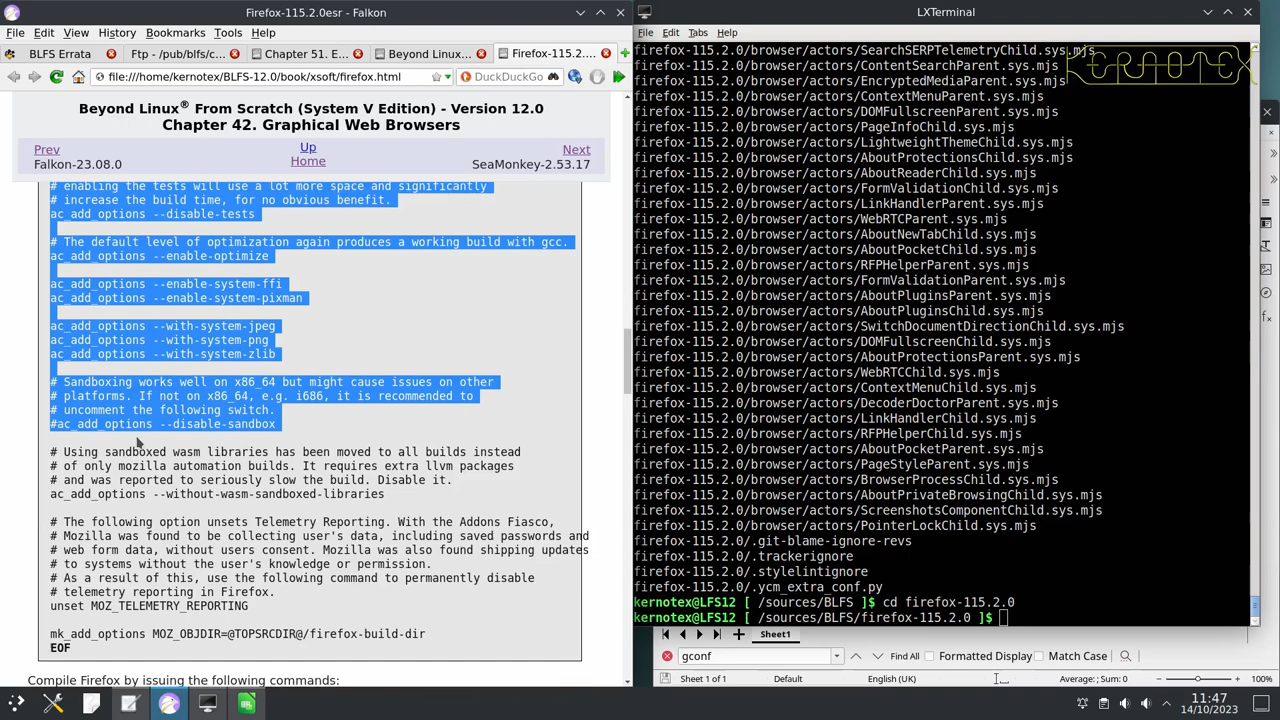 Firefox-115.2.0esr - Falkon
File Edit View History Bookmarks Tools Help
BLFS Errata
Ftp - /pub/blfs/c...
Chapter 51. E...
Beyond Linux...
Firefox-115.2....
file:///home/kernotex/BLFS-12.0/book/xsoft/firefox.html
DuckDuckGo
Beyond Linux® From Scratch (System V Edition) - Version 12.0
Chapter 42. Graphical Web Browsers
Prev Up Next
Falkon-23.08.0 Home SeaMonkey-2.53.17
# enabling the tests will use a lot more space and significantly
# increase the build time, for no obvious benefit.
ac_add_options --disable-tests
# The default level of optimization again produces a working build with gcc.
ac_add_options --enable-optimize
ac_add_options --enable-system-ffi
ac_add_options --enable-system-pixman
ac_add_options --with-system-jpeg
ac_add_options --with-system-png
ac_add_options --with-system-zlib
# Sandboxing works well on x86_64 but might cause issues on other
# platforms. If not on x86_64, e.g. i686, it is recommended to
# uncomment the following switch.
#ac_add_options --disable-sandbox
# Using sandboxed wasm libraries has been moved to all builds instead
# of only mozilla automation builds. It requires extra llvm packages
# and was reported to seriously slow the build. Disable it.
ac_add_options --without-wasm-sandboxed-libraries
# The following option unsets Telemetry Reporting. With the Addons Fiasco,
# Mozilla was found to be collecting user's data, including saved passwords and
# web form data, without users consent. Mozilla was also found shipping updates
# to systems without the user's knowledge or permission.
# As a result of this, use the following command to permanently disable
# telemetry reporting in Firefox.
unset MOZ_TELEMETRY_REPORTING
mk_add_options MOZ_OBJDIR=@TOPSRCDIR@/firefox-build-dir
EOF
Compile Firefox by issuing the following commands:
LXTerminal
File Edit Tabs Help
KERNOTEX
firefox-115.2.0/browser/actors/SearchSERPTelemetryChild.sys.mjs
firefox-115.2.0/browser/actors/ContentSearchParent.sys.mjs
firefox-115.2.0/browser/actors/EncryptedMediaParent.sys.mjs
firefox-115.2.0/browser/actors/ContextMenuParent.sys.mjs
firefox-115.2.0/browser/actors/DOMFullscreenParent.sys.mjs
firefox-115.2.0/browser/actors/PageInfoChild.sys.mjs
firefox-115.2.0/browser/actors/LightweightThemeChild.sys.mjs
firefox-115.2.0/browser/actors/AboutProtectionsChild.sys.mjs
firefox-115.2.0/browser/actors/AboutReaderChild.sys.mjs
firefox-115.2.0/browser/actors/FormValidationChild.sys.mjs
firefox-115.2.0/browser/actors/LinkHandlerParent.sys.mjs
firefox-115.2.0/browser/actors/WebRTCParent.sys.mjs
firefox-115.2.0/browser/actors/AboutNewTabChild.sys.mjs
firefox-115.2.0/browser/actors/AboutPocketChild.sys.mjs
firefox-115.2.0/browser/actors/RFPHelperParent.sys.mjs
firefox-115.2.0/browser/actors/FormValidationParent.sys.mjs
firefox-115.2.0/browser/actors/AboutPluginsParent.sys.mjs
firefox-115.2.0/browser/actors/AboutPluginsChild.sys.mjs
firefox-115.2.0/browser/actors/SwitchDocumentDirectionChild.sys.mjs
firefox-115.2.0/browser/actors/DOMFullscreenChild.sys.mjs
firefox-115.2.0/browser/actors/AboutProtectionsParent.sys.mjs
firefox-115.2.0/browser/actors/WebRTCChild.sys.mjs
firefox-115.2.0/browser/actors/ContextMenuChild.sys.mjs
firefox-115.2.0/browser/actors/DecoderDoctorParent.sys.mjs
firefox-115.2.0/browser/actors/DecoderDoctorChild.sys.mjs
firefox-115.2.0/browser/actors/LinkHandlerChild.sys.mjs
firefox-115.2.0/browser/actors/RFPHelperChild.sys.mjs
firefox-115.2.0/browser/actors/AboutPocketParent.sys.mjs
firefox-115.2.0/browser/actors/PageStyleParent.sys.mjs
firefox-115.2.0/browser/actors/BrowserProcessChild.sys.mjs
firefox-115.2.0/browser/actors/AboutPrivateBrowsingChild.sys.mjs
firefox-115.2.0/browser/actors/ScreenshotsComponentChild.sys.mjs
firefox-115.2.0/browser/actors/PointerLockChild.sys.mjs
firefox-115.2.0/.git-blame-ignore-revs
firefox-115.2.0/.trackerignore
firefox-115.2.0/.stylelintignore
firefox-115.2.0/.ycm_extra_conf.py
kernotex@LFS12 [ /sources/BLFS ]$ cd firefox-115.2.0
kernotex@LFS12 [ /sources/BLFS/firefox-115.2.0 ]$
Sheet1
gconf Find All Formatted Display Match Case
Sheet 1 of 1 Default English (UK) Average: ; Sum: 0 100%
11:47
14/10/2023